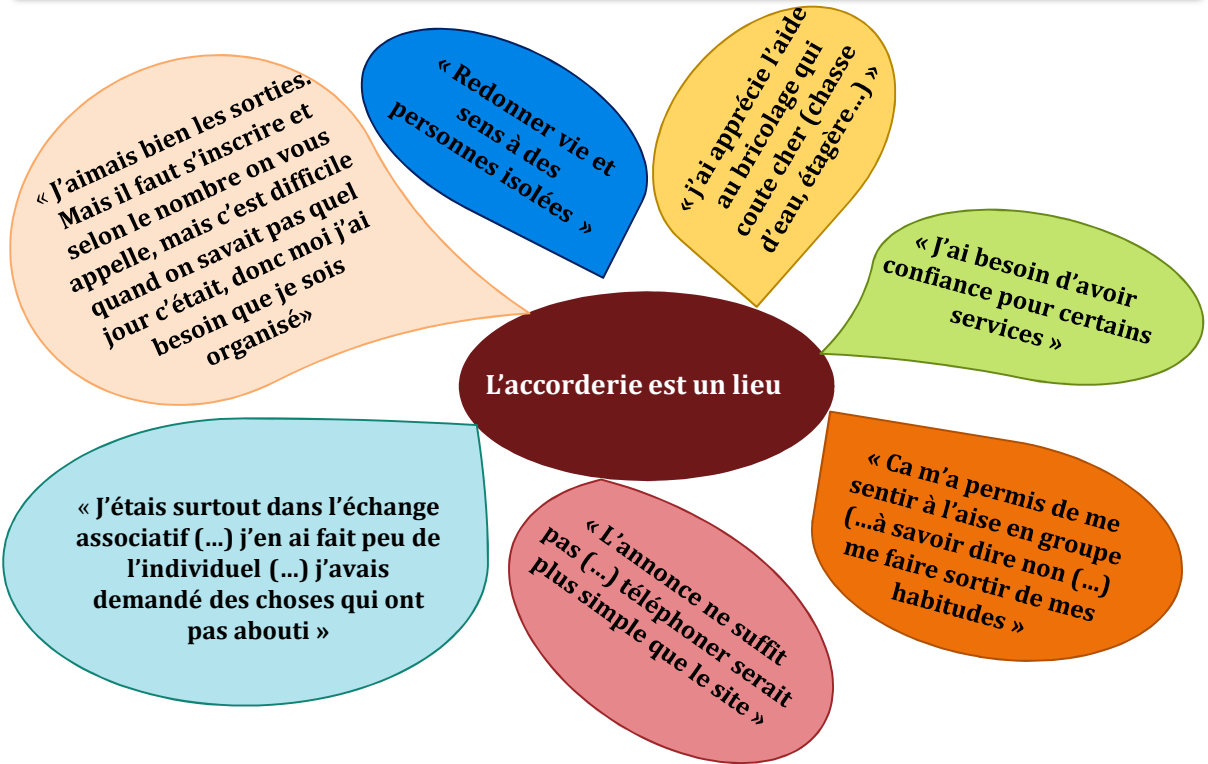 « J’aimais bien les sorties.
Mais il faut s’inscrire et
selon le nombre on vous
appelle, mais c’est difficile
quand on savait pas quel
jour c’était, donc moi j’ai
besoin que je sois
organisé»
« Redonner vie et
sens à des
personnes isolées »
« j’ai apprécie l’aide
au bricolage qui
coute cher (chasse
d’eau, étagère…) »
« J’ai besoin d’avoir
confiance pour certains
services »
L’accorderie est un lieu
« J’étais surtout dans l’échange
associatif (…) j’en ai fait peu de
l’individuel (…) j’avais
demandé des choses qui ont
pas abouti »
« L’annonce ne suffit
pas (…) téléphoner serait
plus simple que le site »
« Ca m’a permis de me
sentir à l’aise en groupe
(…à savoir dire non (…)
me faire sortir de mes
habitudes »